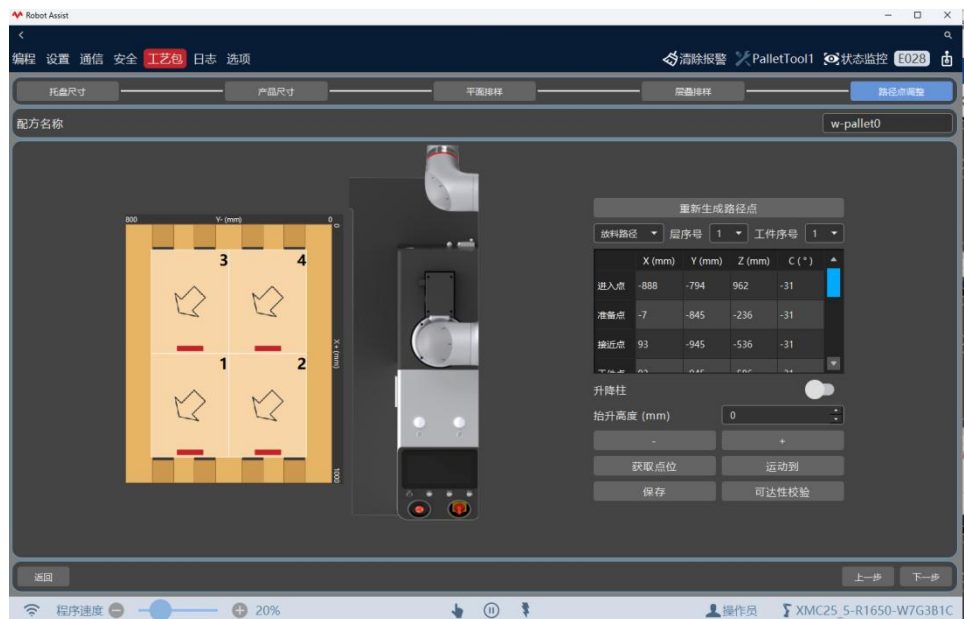 Robot Assist
编程 设置 通信 安全 工艺包 日志 选项 清除报警 PalletTool1 状态监控 E028
托盘尺寸 产品尺寸 平面排样 层叠排样 路径点调整
配方名称 w-pallet0
重新生成路径点
放料路径 层序号 1 工件序号 1
X (mm) Y (mm) Z (mm) C (°)
进入点 -888 -794 962 -31
准备点 -7 -845 -236 -31
接近点 93 -945 -536 -31
升降柱
抬升高度 (mm) 0
- +
获取点位 运动到
保存 可达性校验
800 Y- (mm) 0
0
3 4
X + (mm)
1 2
1000
返回 上一步 下一步
程序速度 20% 操作员 XMC25_5-R1650-W7G3B1C